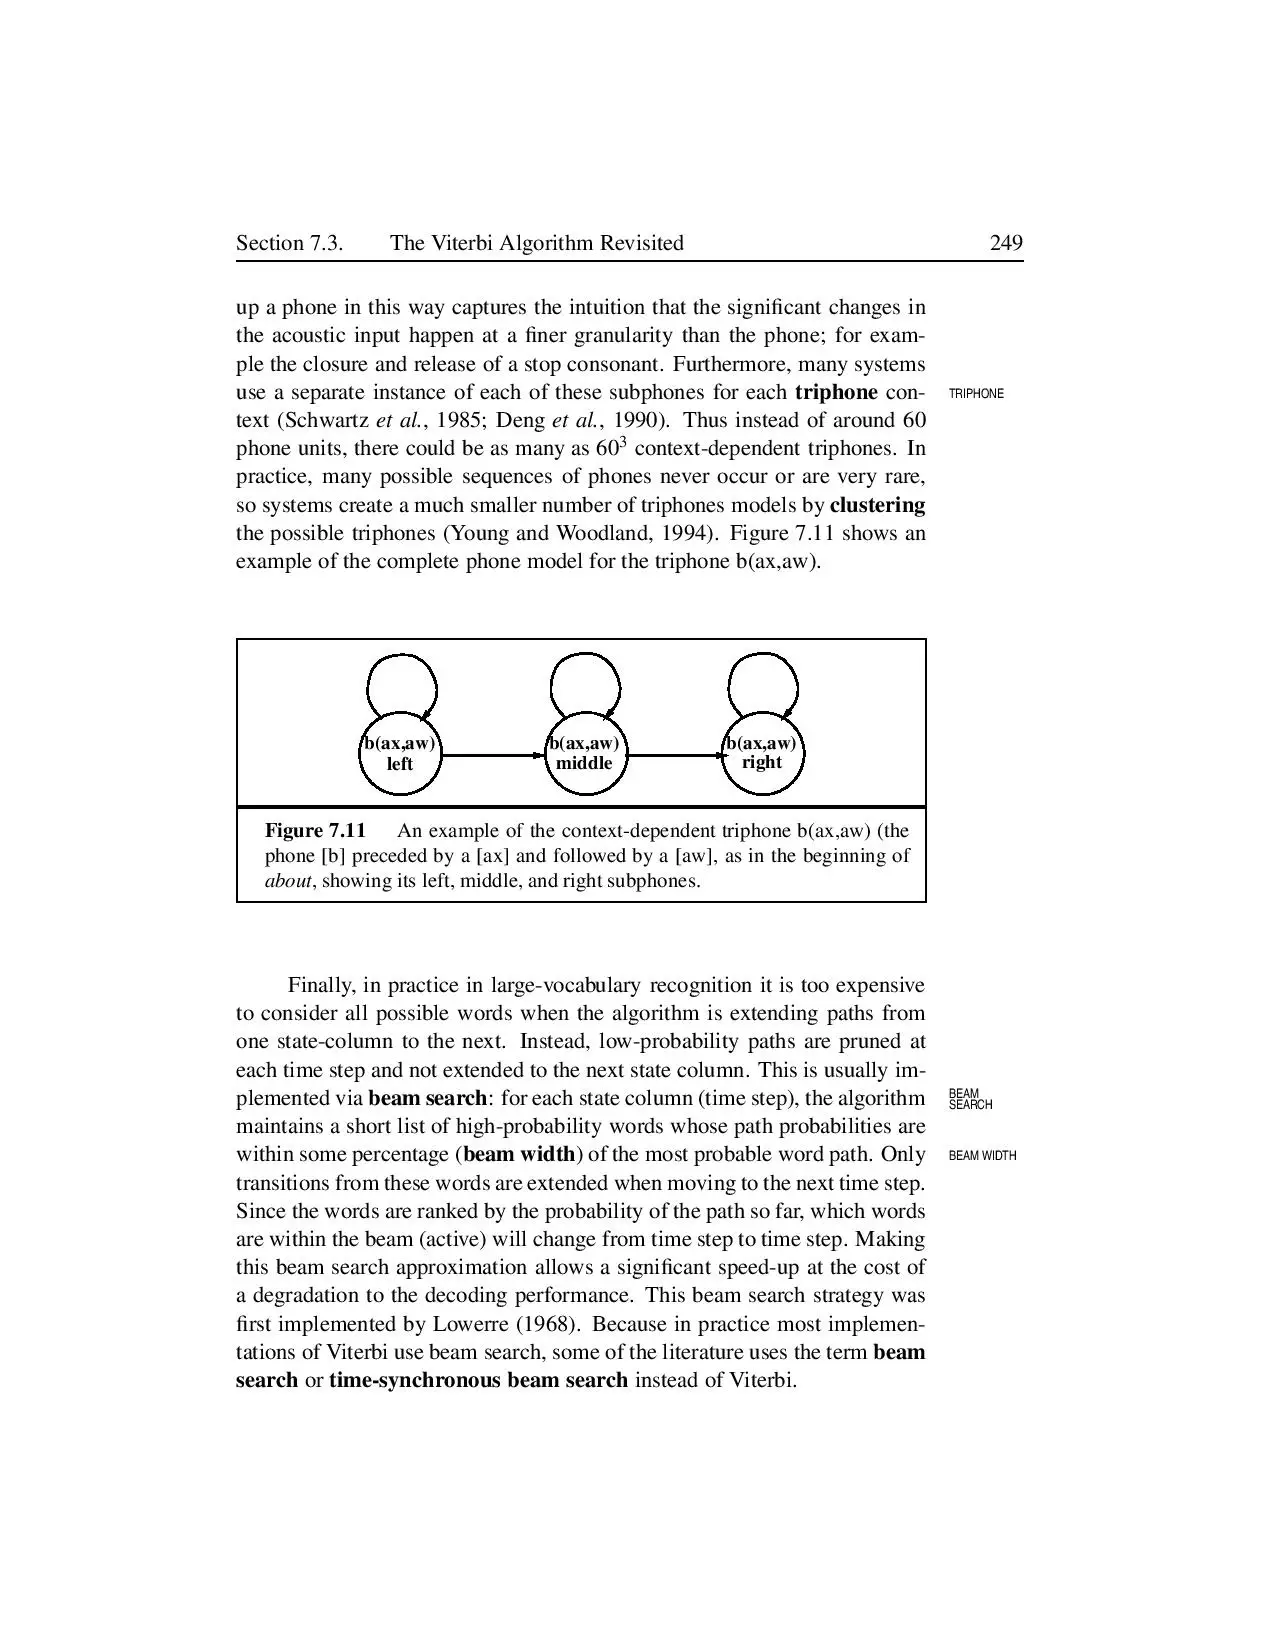 Section 7.3. The Viterbi Algorithm Revisited 249
up a phone in this way captures the intuition that the significant changes in
the acoustic input happen at a finer granularity than the phone; for exam-
ple the closure and release of a stop consonant. Furthermore, many systems
use a separate instance of each of these subphones for each triphone con-
TRIPHONE
text (Schwartz et al., 1985; Deng et al., 1990). Thus instead of around 60
phone units, there could be as many as 60³ context-dependent triphones. In
practice, many possible sequences of phones never occur or are very rare,
so systems create a much smaller number of triphones models by clustering
the possible triphones (Young and Woodland, 1994). Figure 7.11 shows an
example of the complete phone model for the triphone b(ax,aw).
b(ax,aw) b(ax,aw) b(ax,aw)
left middle right
Figure 7.11 An example of the context-dependent triphone b(ax,aw) (the
phone [b] preceded by a [ax] and followed by a [aw], as in the beginning of
about, showing its left, middle, and right subphones.
Finally, in practice in large-vocabulary recognition it is too expensive
to consider all possible words when the algorithm is extending paths from
one state-column to the next. Instead, low-probability paths are pruned at
each time step and not extended to the next state column. This is usually im-
plemented via beam search: for each state column (time step), the algorithm
BEAM
SEARCH
maintains a short list of high-probability words whose path probabilities are
within some percentage (beam width) of the most probable word path. Only
BEAM WIDTH
transitions from these words are extended when moving to the next time step.
Since the words are ranked by the probability of the path so far, which words
are within the beam (active) will change from time step to time step. Making
this beam search approximation allows a significant speed-up at the cost of
a degradation to the decoding performance. This beam search strategy was
first implemented by Lowerre (1968). Because in practice most implemen-
tations of Viterbi use beam search, some of the literature uses the term beam
search or time-synchronous beam search instead of Viterbi.